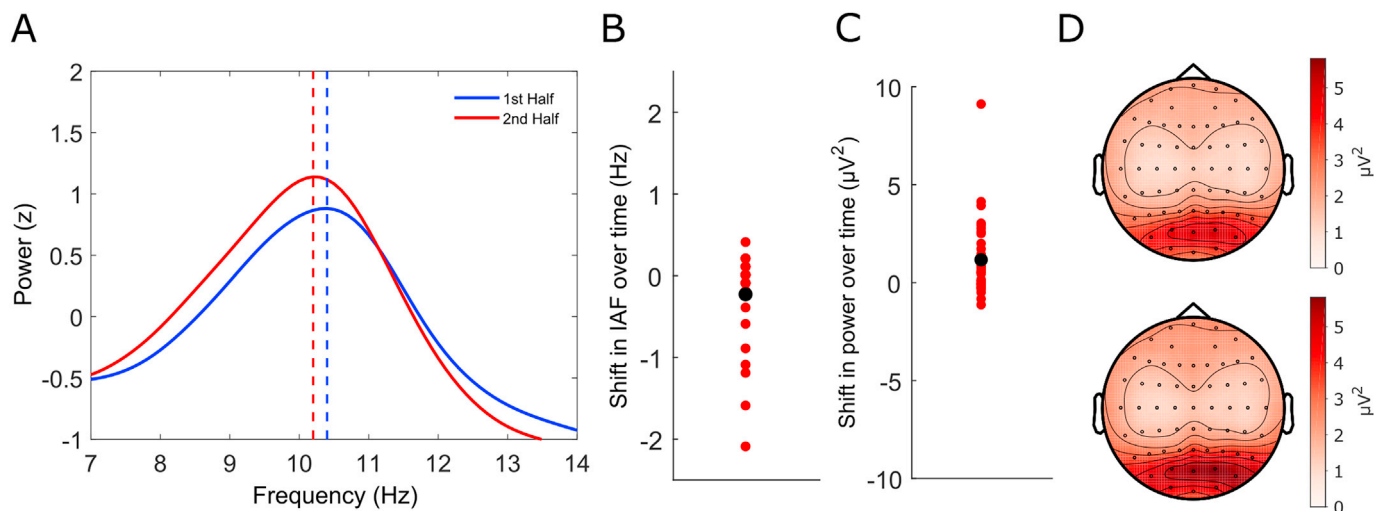 A
Power (z)
2
1.5
1
0.5
0
-0.5
-1
7 8 9 10 11 12 13 14
Frequency (Hz)
1st Half
2nd Half
B
Shift in IAF over time (Hz)
2
1
0
-1
-2
C
Shift in power over time (µV²)
10
5
0
-5
-10
D
5
4
3
2
1
0
µV²
5
4
3
2
1
0
µV²